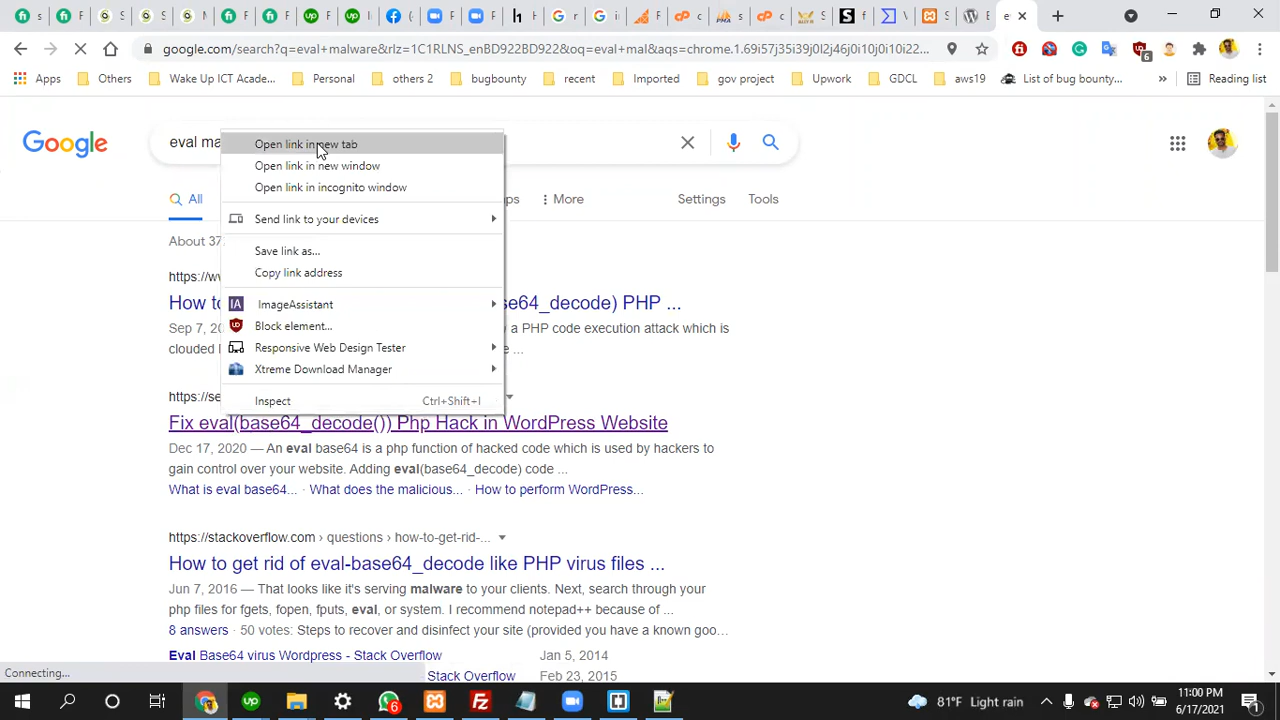 google.com/search?q=eval+malware&rlz=1C1RLNS_enBD922BD922&oq=eval+mal&aqs=chrome.1.69i57j35i39j0l2j46j0i10j0i10j0i22...
6
Apps
Others
Wake Up ICT Acade...
Personal
others 2
bugbounty
recent
Imported
gov project
Upwork
GDCL
aws19
List of bug bounty...
»
Reading list
Google
eval ma
Open link in new tab
Open link in new window
Open link in incognito window
Send link to your devices
Save link as...
Copy link address
ImageAssistant
Block element...
Responsive Web Design Tester
Xtreme Download Manager
Inspect
Ctrl+Shift+I
All
ps
More
Settings
Tools
About 37
https://w
How to
se64_decode) PHP ...
Sep 7, 20
a PHP code execution attack which is
clouded
...
https://se
Fix eval(base64_decode()) Php Hack in WordPress Website
Dec 17, 2020 — An eval base64 is a php function of hacked code which is used by hackers to
gain control over your website. Adding eval(base64_decode) code ...
What is eval base64... · What does the malicious... · How to perform WordPress...
https://stackoverflow.com › questions › how-to-get-rid-...
How to get rid of eval-base64_decode like PHP virus files ...
Jun 7, 2016 — That looks like it's serving malware to your clients. Next, search through your
php files for fgets, fopen, fputs, eval, or system. I recommend notepad++ because of ...
8 answers · 50 votes: Steps to recover and disinfect your site (provided you have a known goo...
Eval Base64 virus Wordpress - Stack Overflow
Jan 5, 2014
Stack Overflow
Feb 23, 2015
Connecting...
6
81°F Light rain
11:00 PM
6/17/2021
1